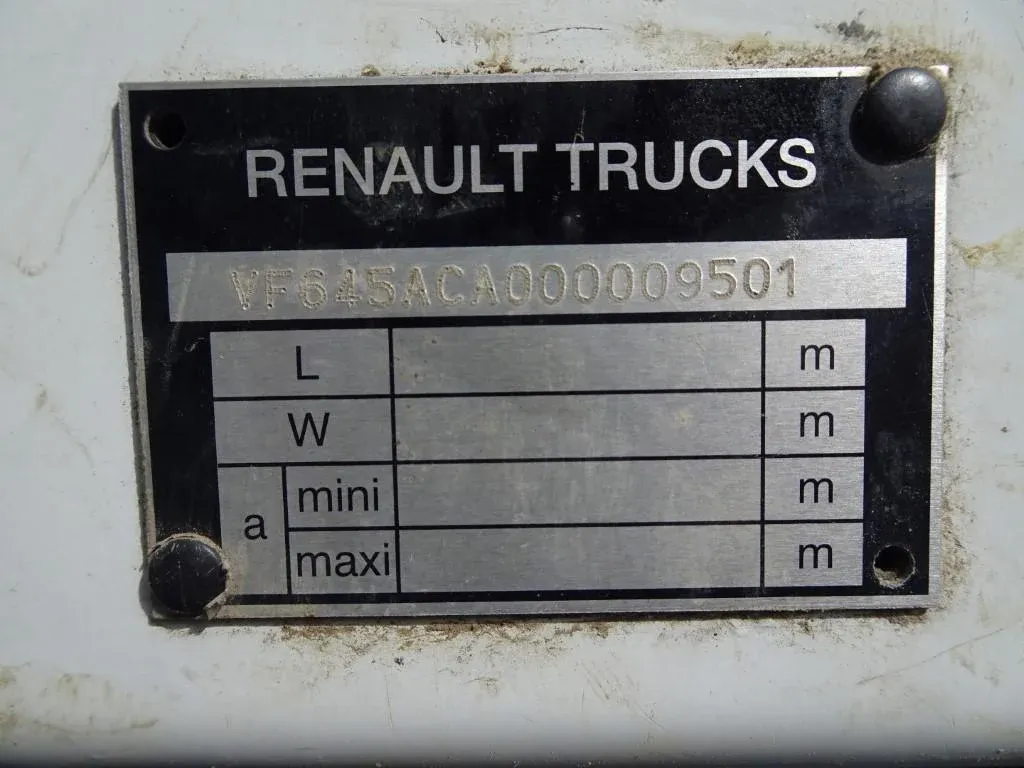 RENAULT TRUCKS
VF645ACA000009501
L m
W m
a mini m
maxi m